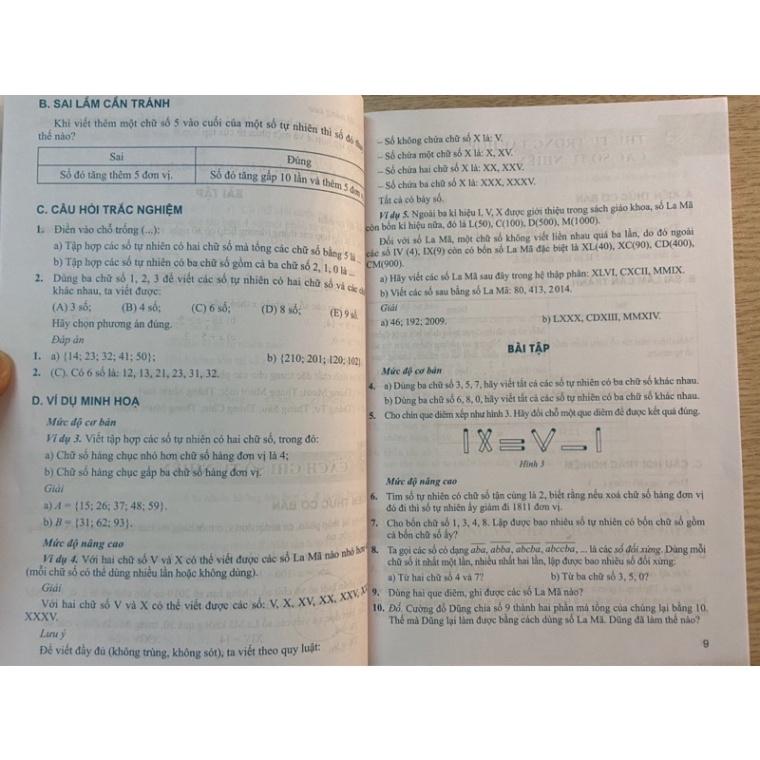 B. SAI LẦM CẦN TRÁNH
Khi viết thêm một chữ số 5 vào cuối của một số tự nhiên thì số đó
thế nào?
Sai Đúng
Số đó tăng thêm 5 đơn vị. Số đó tăng gấp 10 lần và thêm 5 đơn
C. CÂU HỎI TRẮC NGHIỆM
1. Điền vào chỗ trống (...):
a) Tập hợp các số tự nhiên có hai chữ số mà tổng các chữ số bằng 5 là ...
b) Tập hợp các số tự nhiên có ba chữ số gồm cả ba chữ số 2, 1, 0 là ...
2. Dùng ba chữ số 1, 2, 3 để viết các số tự nhiên có hai chữ số và các
khác nhau, ta viết được:
(A) 3 số; (B) 4 số; (C) 6 số; (D) 8 số; (E) 9 số.
Hãy chọn phương án đúng.
Đáp án
1. a) {14; 23; 32; 41; 50}; b) {210; 201; 120; 102}
2. (C). Có 6 số là: 12, 13, 21, 23, 31, 32.
D. VÍ DỤ MINH HOẠ
Mức độ cơ bản
Ví dụ 3. Viết tập hợp các số tự nhiên có hai chữ số, trong đó:
a) Chữ số hàng chục nhỏ hơn chữ số hàng đơn vị là 4;
b) Chữ số hàng chục gấp ba chữ số hàng đơn vị.
Giải
a) A = {15; 26; 37; 48; 59}.
b) B = {31; 62; 93}.
Mức độ nâng cao
Ví dụ 4. Với hai chữ số V và X có thể viết được các số La Mã nào nhỏ hơn
(mỗi chữ số có thể dùng nhiều lần hoặc không dùng).
Giải
Với hai chữ số V và X có thể viết được các số: V, X, XV, XX, XXV,
XXXV.
Lưu ý
Để viết đầy đủ (không trùng, không sót), ta viết theo quy luật:
– Số không chứa chữ số X là: V.
– Số chứa một chữ số X là: X, XV.
– Số chứa hai chữ số X là: XX, XXV.
– Số chứa ba chữ số X là: XXX, XXXV.
Tất cả có bảy số.
Ví dụ 5. Ngoài ba kí hiệu I, V, X được giới thiệu trong sách giáo khoa, số La Mã
còn bốn kí hiệu nữa, đó là L(50), C(100), D(500), M(1000).
Đối với số La Mã, một chữ số không viết liền nhau quá ba lần, do đó ngoài
các số IV (4), IX(9) còn có bốn số La Mã đặc biệt là XL(40), XC(90), CD(400),
CM(900).
a) Hãy viết các số La Mã sau đây trong hệ thập phân: XLVI, CXCII, MMIX.
b) Viết các số sau bằng số La Mã: 80, 413, 2014.
Giải
a) 46; 192; 2009. b) LXXX, CDXIII, MMXIV.
BÀI TẬP
Mức độ cơ bản
4. a) Dùng ba chữ số 3, 5, 7, hãy viết tất cả các số tự nhiên có ba chữ số khác nhau.
b) Dùng ba chữ số 6, 8, 0, hãy viết tất cả các số tự nhiên có ba chữ số khác nhau.
5. Cho chín que diêm xếp như hình 3. Hãy đổi chỗ một que diêm để được kết quả đúng.
IX=V–I
Hình 3
Mức độ nâng cao
6. Tìm số tự nhiên có chữ số tận cùng là 2, biết rằng nếu xoá chữ số hàng đơn vị
đó đi thì số tự nhiên ấy giảm đi 1811 đơn vị.
7. Cho bốn chữ số 1, 3, 4, 8. Lập được bao nhiêu số tự nhiên có bốn chữ số gồm
cả bốn chữ số ấy?
8. Ta gọi các số có dạng aba, abba, abcba, abccba, ... là các số đối xứng. Dùng mỗi
chữ số ít nhất một lần, nhiều nhất hai lần, lập được bao nhiêu số đối xứng:
a) Từ hai chữ số 4 và 7? b) Từ ba chữ số 3, 5, 0?
9. Dùng hai que diêm, ghi được các số La Mã nào?
10. Đố. Cường đố Dũng chia số 9 thành hai phần mà tổng của chúng lại bằng 10.
Thế mà Dũng lại làm được bằng cách dùng số La Mã. Dũng đã làm thế nào?
9